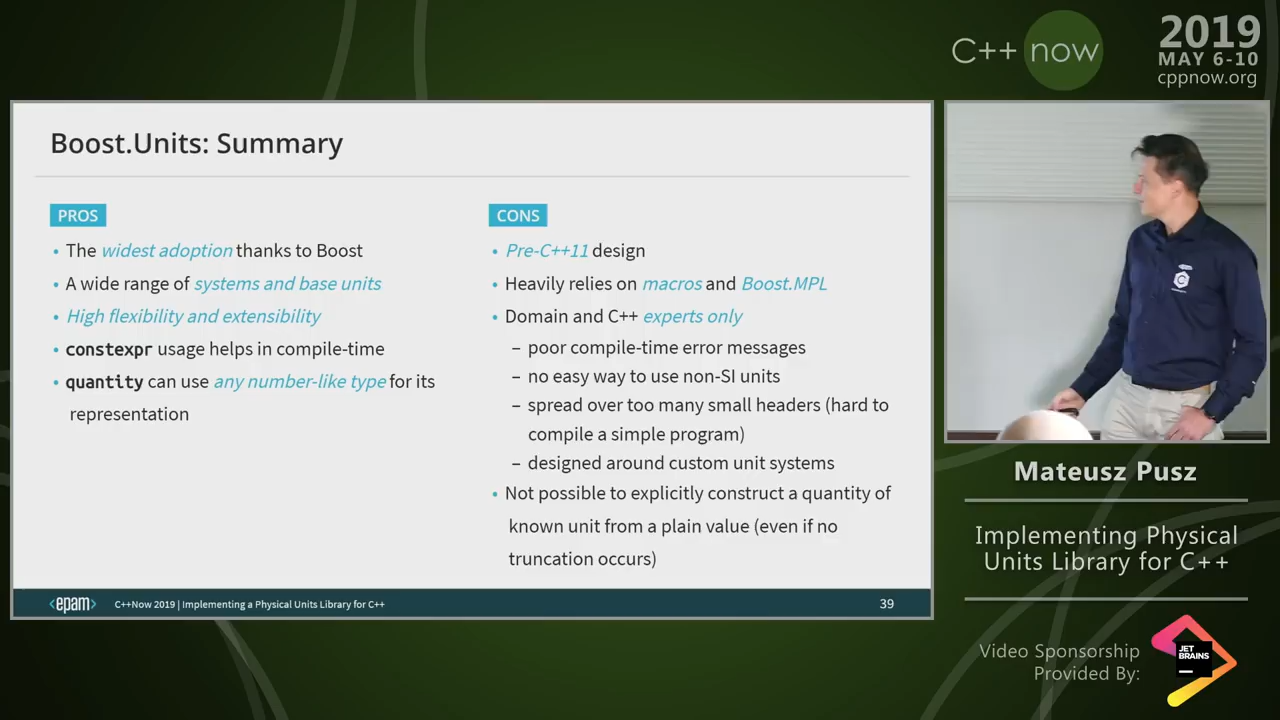 C++ now
2019
MAY 6-10
cppnow.org
Boost.Units: Summary
PROS
• The widest adoption thanks to Boost
• A wide range of systems and base units
• High flexibility and extensibility
• constexpr usage helps in compile-time
• quantity can use any number-like type for its
representation
CONS
• Pre-C++11 design
• Heavily relies on macros and Boost.MPL
• Domain and C++ experts only
– poor compile-time error messages
– no easy way to use non-SI units
– spread over too many small headers (hard to
compile a simple program)
– designed around custom unit systems
• Not possible to explicitly construct a quantity of
known unit from a plain value (even if no
truncation occurs)
<epam>
C++Now 2019 | Implementing a Physical Units Library for C++
39
Mateusz Pusz
Implementing Physical
Units Library for C++
Video Sponsorship
Provided By:
JET
BRAINS